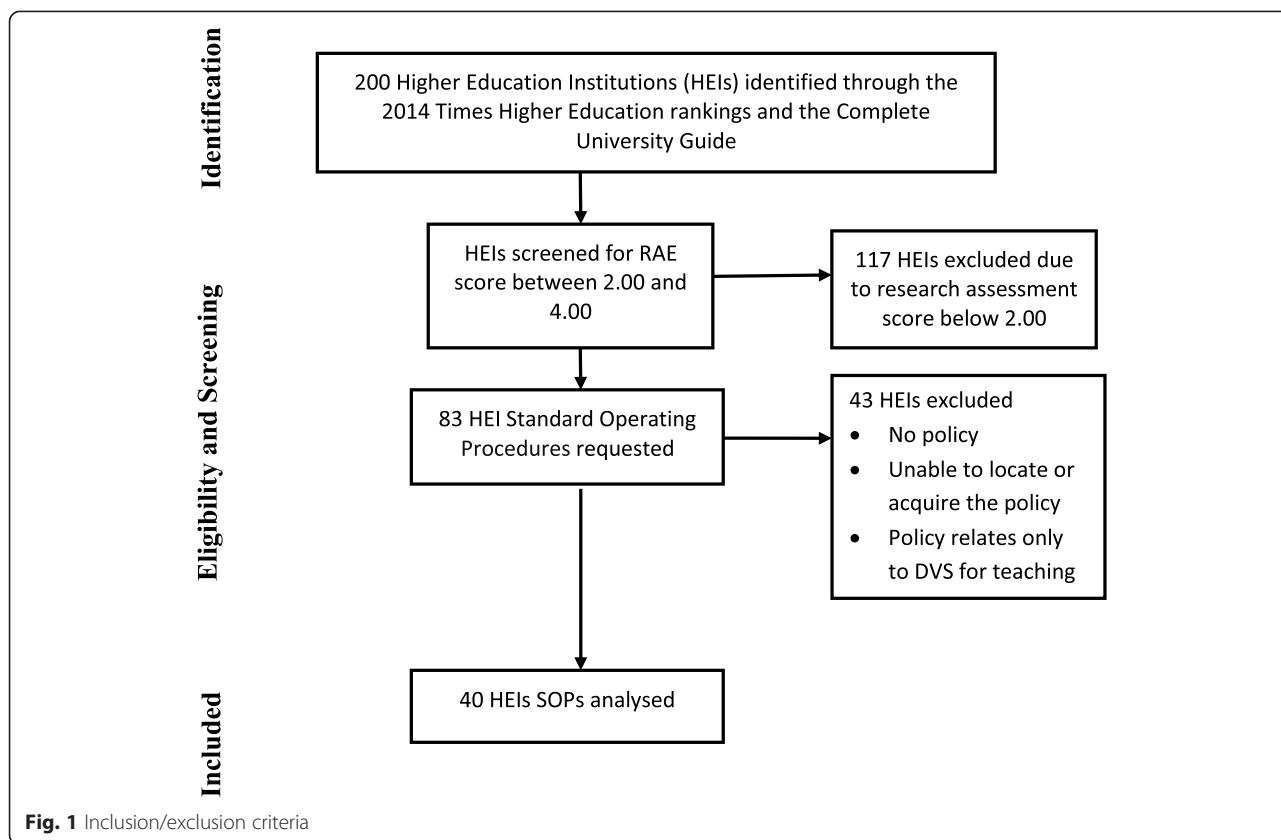 Identification
200 Higher Education Institutions (HEIs) identified through the
2014 Times Higher Education rankings and the Complete
University Guide
Eligibility and Screening
HEIs screened for RAE
score between 2.00 and
4.00
117 HEIs excluded due
to research assessment
score below 2.00
83 HEI Standard Operating
Procedures requested
43 HEIs excluded
• No policy
• Unable to locate or
acquire the policy
• Policy relates only
to DVS for teaching
Included
40 HEIs SOPs analysed
Fig. 1 Inclusion/exclusion criteria